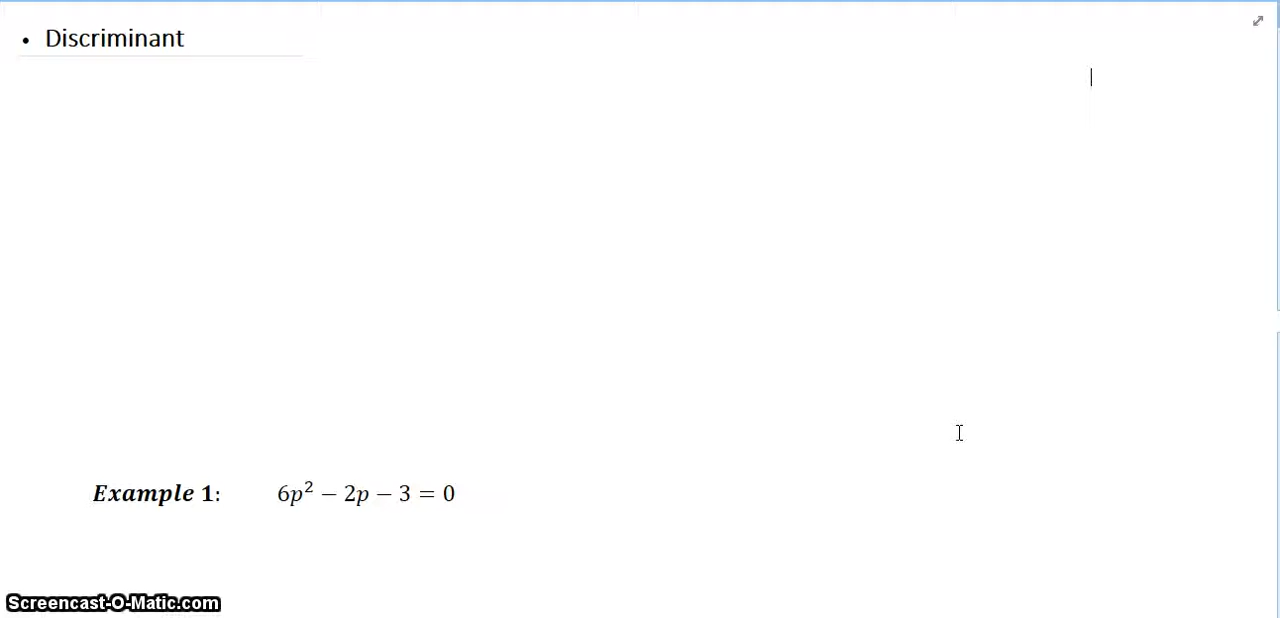 • Discriminant
Example 1: 6p² − 2p − 3 = 0
Screencast-O-Matic.com